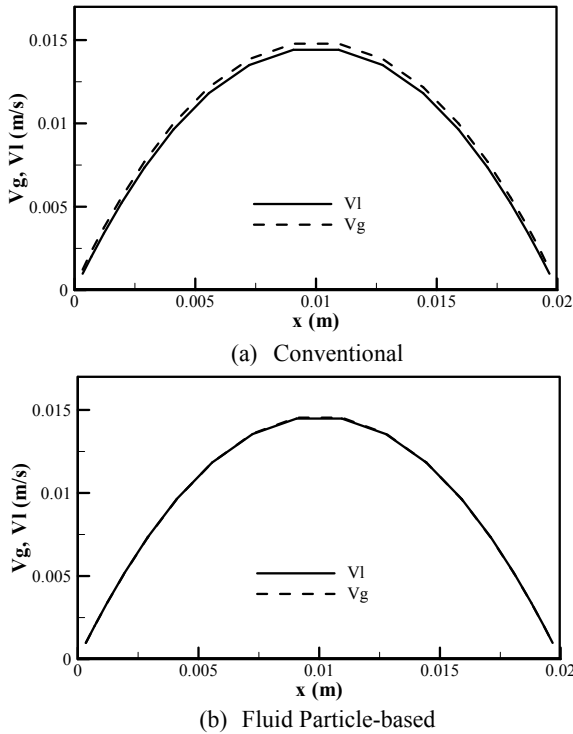 0.015
0.01
0.005
0
Vg, Vl (m/s)
Vl
Vg
0 0.005 0.01 0.015 0.02
x (m)
(a) Conventional
0.015
0.01
0.005
0
Vg, Vl (m/s)
Vl
Vg
0 0.005 0.01 0.015 0.02
x (m)
(b) Fluid Particle-based